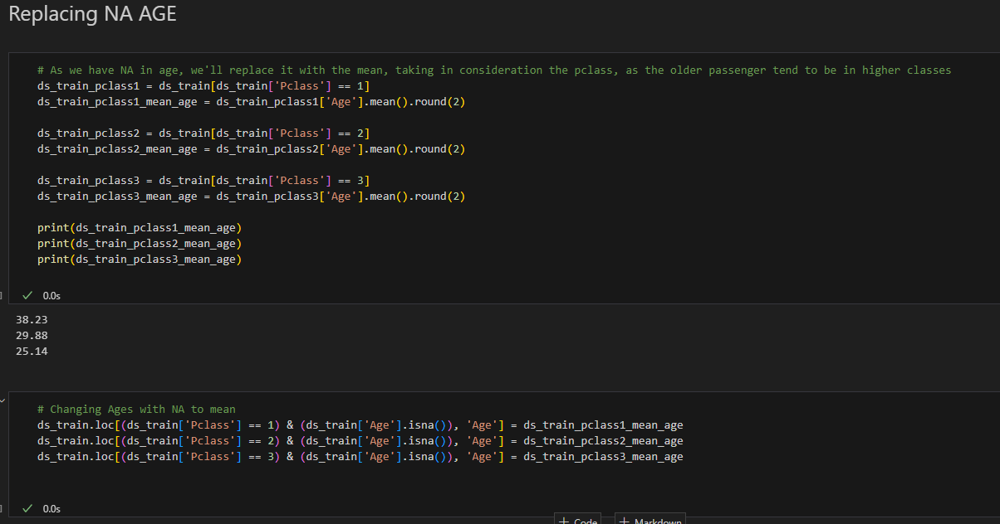 Replacing NA AGE
# As we have NA in age, we'll replace it with the mean, taking in consideration the pclass, as the older passenger tend to be in higher classes
ds_train_pclass1 = ds_train[ds_train['Pclass'] == 1]
ds_train_pclass1_mean_age = ds_train_pclass1['Age'].mean().round(2)
ds_train_pclass2 = ds_train[ds_train['Pclass'] == 2]
ds_train_pclass2_mean_age = ds_train_pclass2['Age'].mean().round(2)
ds_train_pclass3 = ds_train[ds_train['Pclass'] == 3]
ds_train_pclass3_mean_age = ds_train_pclass3['Age'].mean().round(2)
print(ds_train_pclass1_mean_age)
print(ds_train_pclass2_mean_age)
print(ds_train_pclass3_mean_age)
] ✓ 0.0s
38.23
29.88
25.14
# Changing Ages with NA to mean
ds_train.loc[(ds_train['Pclass'] == 1) & (ds_train['Age'].isna()), 'Age'] = ds_train_pclass1_mean_age
ds_train.loc[(ds_train['Pclass'] == 2) & (ds_train['Age'].isna()), 'Age'] = ds_train_pclass2_mean_age
ds_train.loc[(ds_train['Pclass'] == 3) & (ds_train['Age'].isna()), 'Age'] = ds_train_pclass3_mean_age
] ✓ 0.0s
+ Code + Markdown